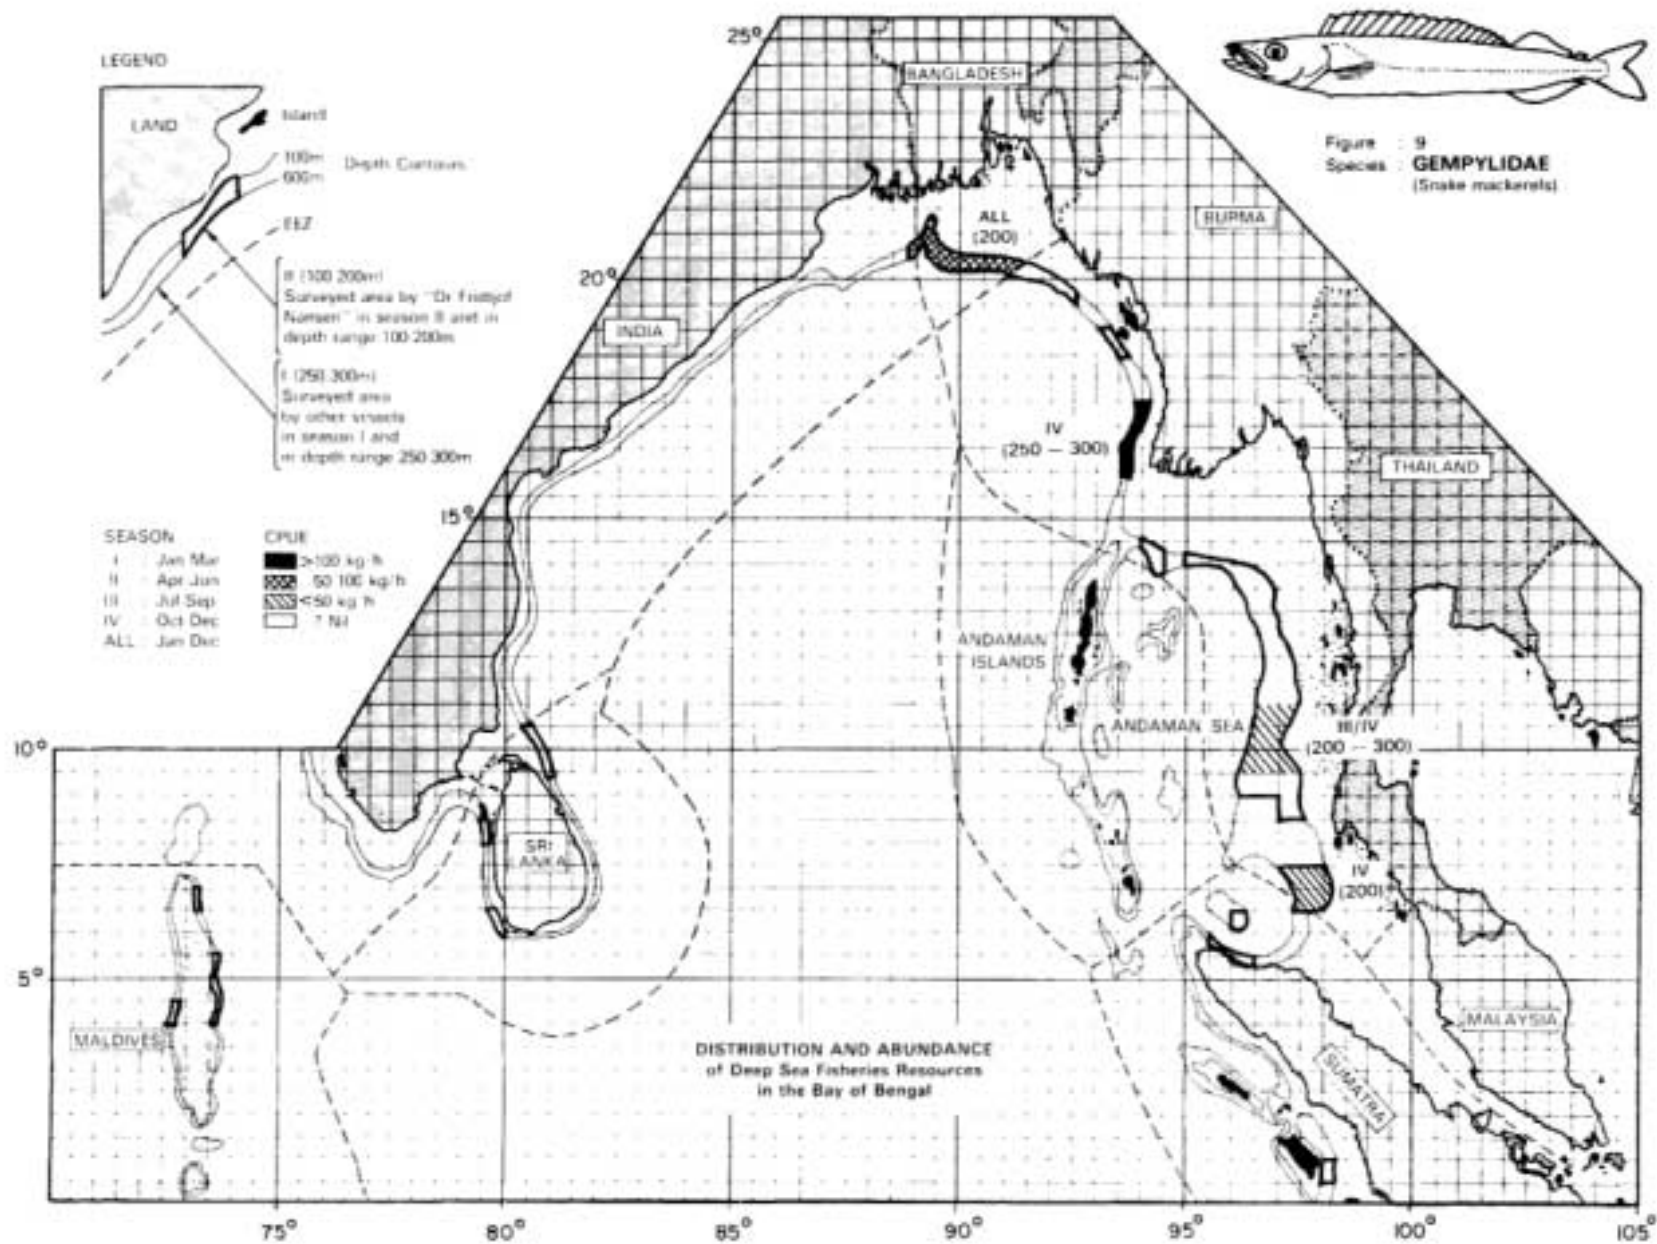 LEGEND
LAND
Island
100m
Depth Contours
600m
EEZ
II (100 200m)
Surveyed area by "Dr Fridtjof
Nansen" in season II and in
depth range 100-200m
I (250 300m)
Surveyed area
by other vessels
in season I and
in depth range 250 300m
SEASON
I : Jan Mar
II : Apr Jun
III : Jul Sep
IV : Oct Dec
ALL : Jan Dec
CPUE
>100 kg/h
50 100 kg/h
<50 kg h
? Nil
Figure : 9
Species : GEMPYLIDAE
(Snake mackerels)
25°
BANGLADESH
BURMA
ALL
(200)
20°
INDIA
IV
(250 – 300)
THAILAND
15°
ANDAMAN
ISLANDS
ANDAMAN SEA
III/IV
(200 – 300)
10°
SRI
LANKA
IV
(200)
5°
MALDIVES
MALAYSIA
SUMATRA
DISTRIBUTION AND ABUNDANCE
of Deep Sea Fisheries Resources
in the Bay of Bengal
75° 80° 85° 90° 95° 100° 105